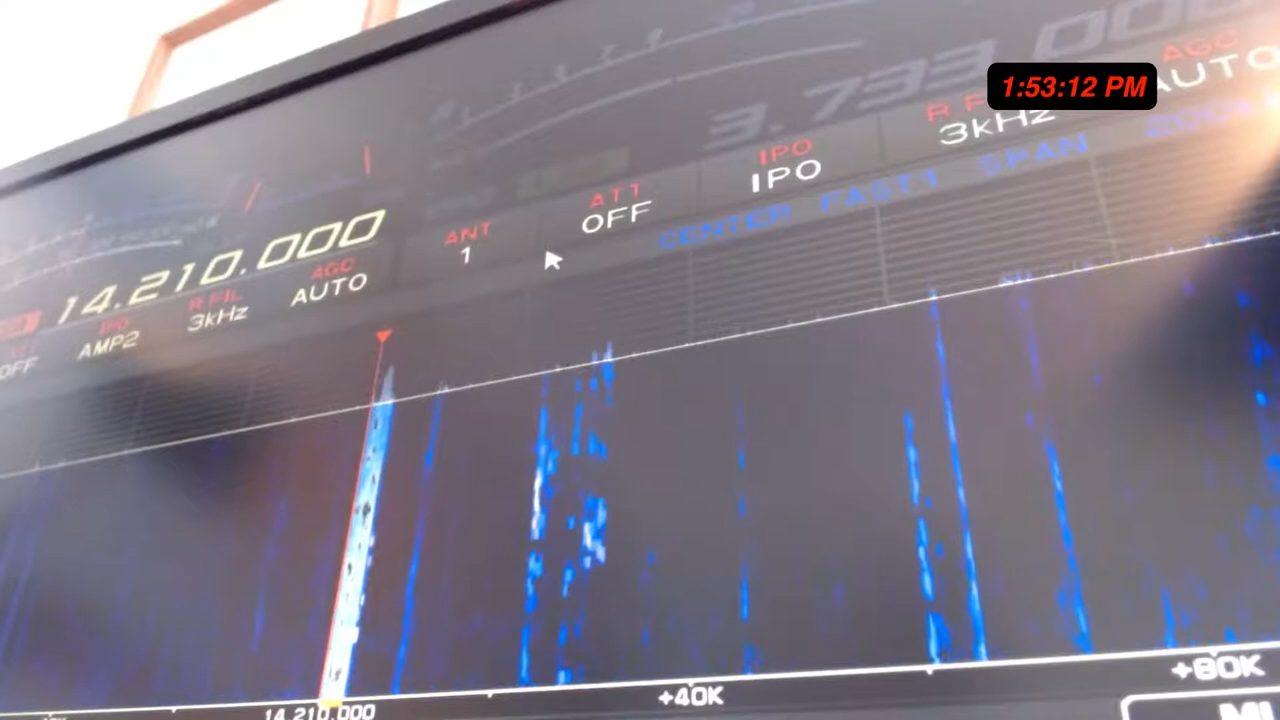 1:53:12 PM
3.733.000
AGC
AUTO
R FIL
3kHz
IPO
IPO
ATT
OFF
ANT
1
CENTER FAST1 SPAN
14.210.000
AGC
AUTO
R FIL
3kHz
IPO
AMP2
OFF
14.210.000
+40K
+80K